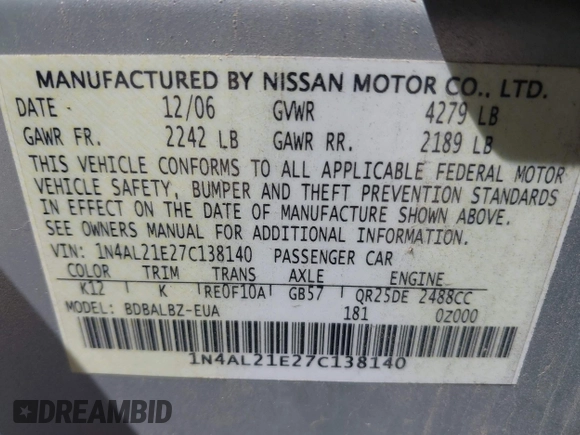 MANUFACTURED BY NISSAN MOTOR CO., LTD.
DATE 12/06 GVWR 4279 LB
GAWR FR. 2242 LB GAWR RR. 2189 LB
THIS VEHICLE CONFORMS TO ALL APPLICABLE FEDERAL MOTOR
VEHICLE SAFETY, BUMPER AND THEFT PREVENTION STANDARDS
IN EFFECT ON THE DATE OF MANUFACTURE SHOWN ABOVE.
SEE OWNERS MANUAL FOR ADDITIONAL INFORMATION.
VIN: 1N4AL21E27C138140 PASSENGER CAR
COLOR TRIM TRANS AXLE ENGINE
K12 K RE0F10A GB57 QR25DE 2488CC
MODEL: BDBALBZ-EUA 181 0Z000
1N4AL21E27C138140
DREAMBID